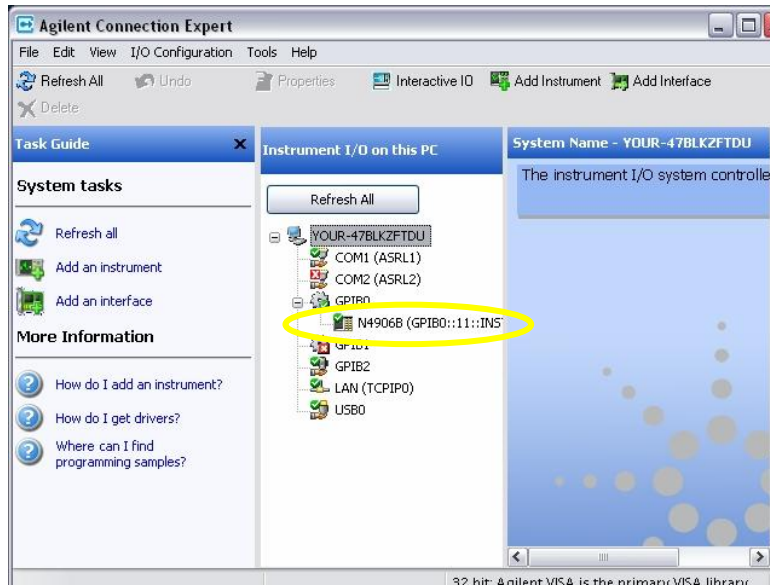 Agilent Connection Expert
File Edit View I/O Configuration Tools Help
Refresh All Undo Properties Interactive IO Add Instrument Add Interface
Delete
Task Guide
System tasks
Refresh all
Add an instrument
Add an interface
More Information
How do I add an instrument?
How do I get drivers?
Where can I find
programming samples?
Instrument I/O on this PC
Refresh All
YOUR-47BLKZFTDU
COM1 (ASRL1)
COM2 (ASRL2)
GPIB0
N4906B (GPIB0::11::INS
GPIB1
GPIB2
LAN (TCPIP0)
USB0
System Name - YOUR-47BLKZFTDU
The instrument I/O system controlle
32 bit: Agilent VISA is the primary VISA library